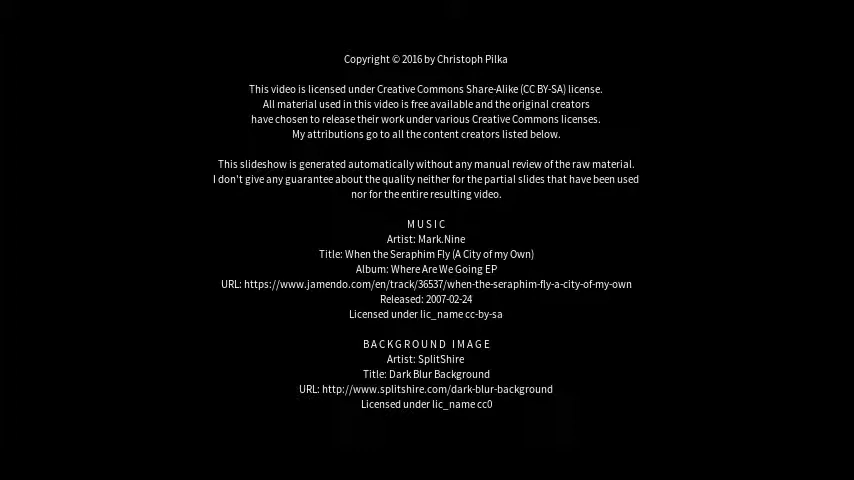 Copyright © 2016 by Christoph Pilka
This video is licensed under Creative Commons Share-Alike (CC BY-SA) license.
All material used in this video is free available and the original creators
have chosen to release their work under various Creative Commons licenses.
My attributions go to all the content creators listed below.
This slideshow is generated automatically without any manual review of the raw material.
I don't give any guarantee about the quality neither for the partial slides that have been used
nor for the entire resulting video.
MUSIC
Artist: Mark.Nine
Title: When the Seraphim Fly (A City of my Own)
Album: Where Are We Going EP
URL: https://www.jamendo.com/en/track/36537/when-the-seraphim-fly-a-city-of-my-own
Released: 2007-02-24
Licensed under lic_name cc-by-sa
BACKGROUND IMAGE
Artist: SplitShire
Title: Dark Blur Background
URL: http://www.splitshire.com/dark-blur-background
Licensed under lic_name cc0